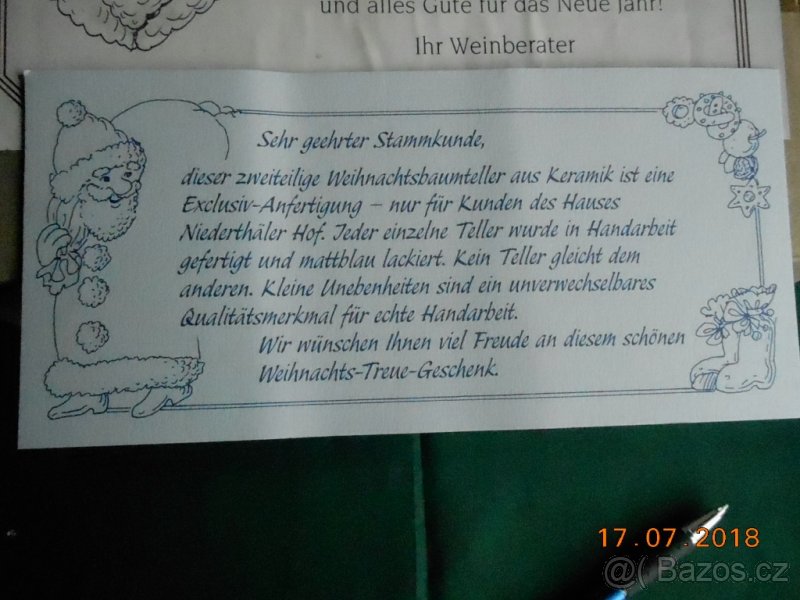 und alles Gute für das Neue Jahr!
Ihr Weinberater
Sehr geehrter Stammkunde,
dieser zweiteilige Weihnachtsbaumteller aus Keramik ist eine
Exclusiv-Anfertigung – nur für Kunden des Hauses
Niederthäler Hof. Jeder einzelne Teller wurde in Handarbeit
gefertigt und mattblau lackiert. Kein Teller gleicht dem
anderen. Kleine Unebenheiten sind ein unverwechselbares
Qualitätsmerkmal für echte Handarbeit.
Wir wünschen Ihnen viel Freude an diesem schönen
Weihnachts-Treue-Geschenk.
17.07.2018
@( Bazos.cz